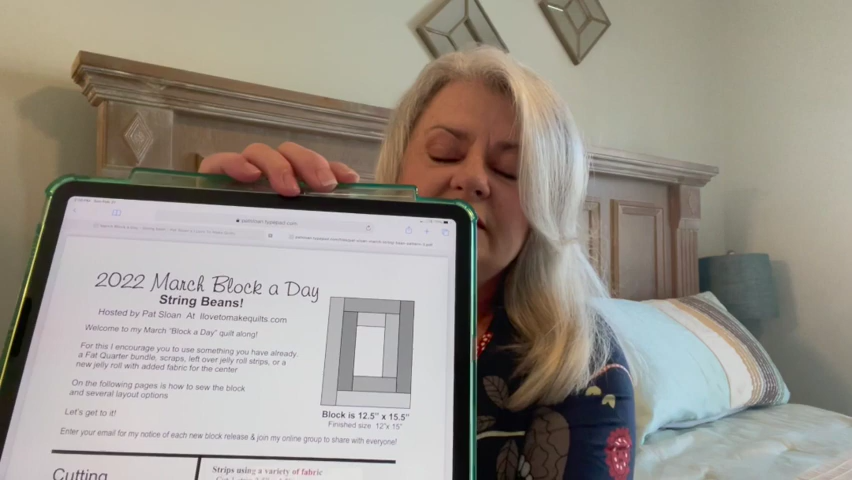 2022 March Block a Day
String Beans!
Hosted by Pat Sloan At Ilovetomakequilts.com
Welcome to my March "Block a Day" quilt along!
For this I encourage you to use something you have already
a Fat Quarter bundle, scraps, left over jelly roll strips, or a
new jelly roll with added fabric for the center
On the following pages is how to sew the block
and several layout options
Let's get to it!
Block is 12.5" x 15.5"
Finished size 12"x 15"
Enter your email for my notice of each new block release & join my online group to share with everyone!
Cutting
Strips using a variety of fabric